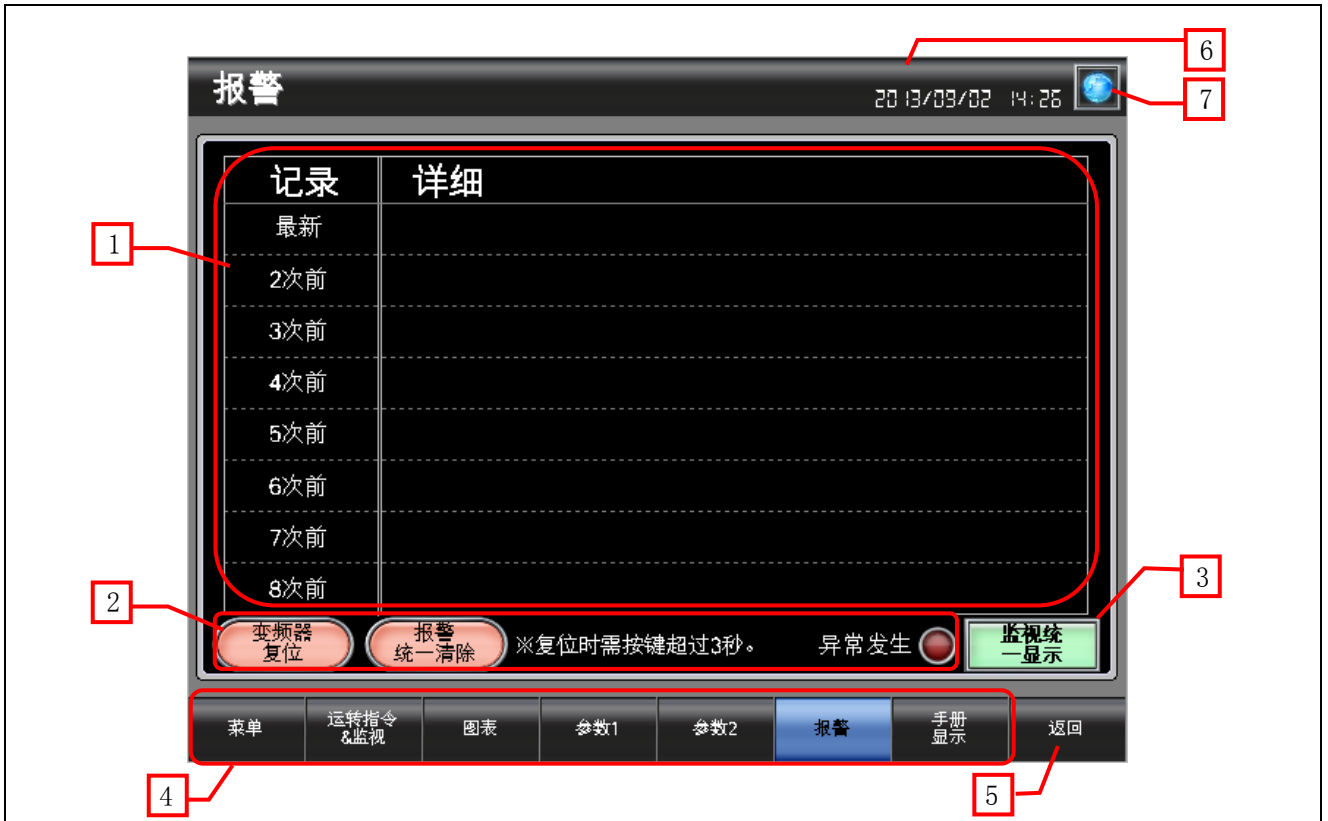 6
报警
2013/03/02 14:26
7
记录 详细
最新
1
2次前
3次前
4次前
5次前
6次前
7次前
3
8次前
2
变频器
复位
报警
统一清除
※复位时需按键超过3秒。
异常发生
监视统
一显示
菜单
运转指令
&监视
图表
参数1
参数2
报警
手册
显示
返回
4
5